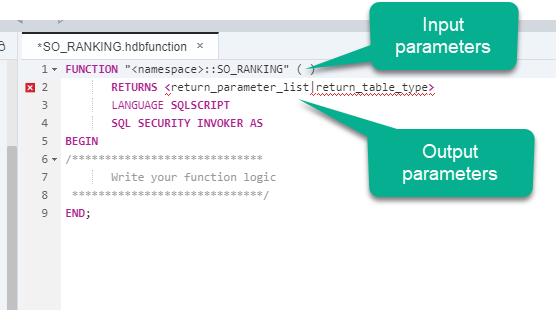 *SO_RANKING.hdbfunction ×
Input
parameters
1 FUNCTION "<namespace>::SO_RANKING" ( )
2 RETURNS <return_parameter_list|return_table_type>
3 LANGUAGE SQLSCRIPT
4 SQL SECURITY INVOKER AS
5 BEGIN
6 /*****************************
7 Write your function logic
8 *****************************/
9 END;
Output
parameters